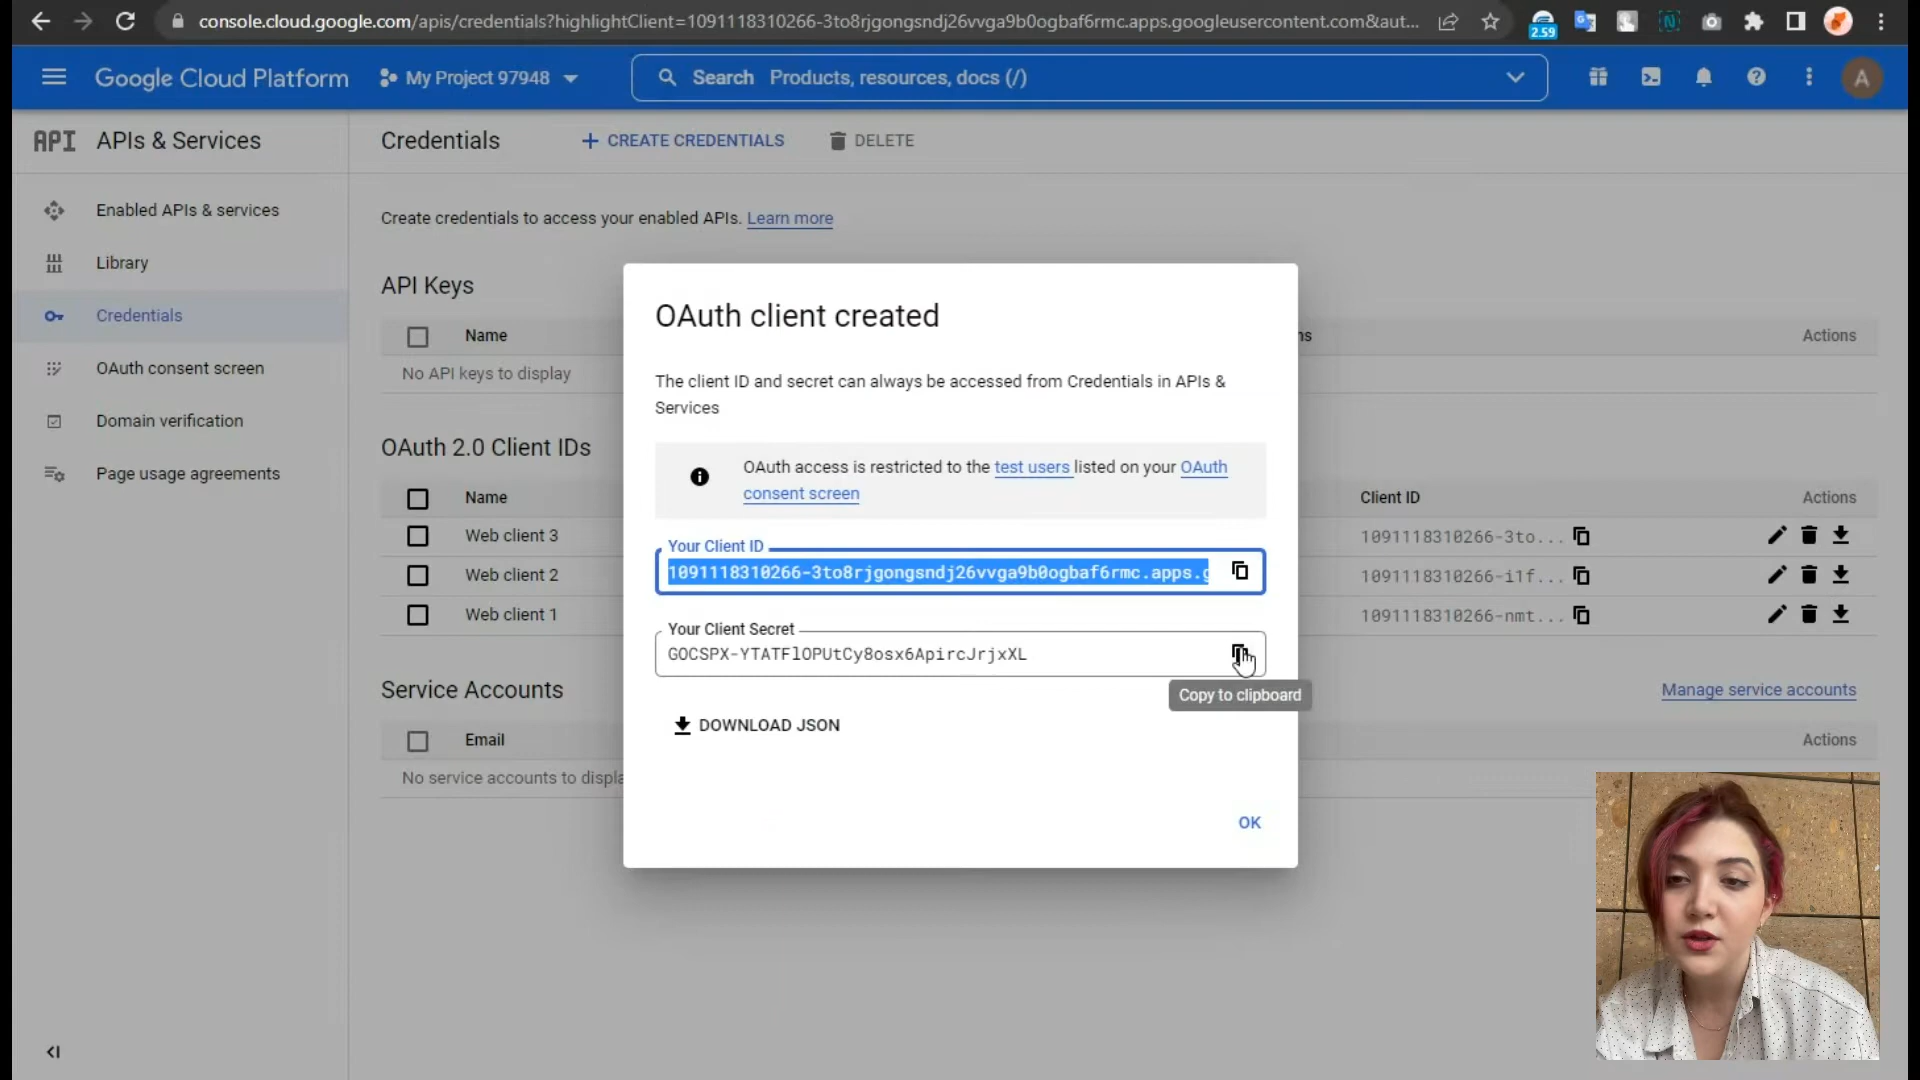 console.cloud.google.com/apis/credentials?highlightClient=1091118310266-3to8rjgongsndj26vvga9b0ogbaf6rmc.apps.googleusercontent.com&aut...
2.59
Google Cloud Platform
My Project 97948
Search Products, resources, docs (/)
A
API APIs & Services
Credentials
+ CREATE CREDENTIALS
DELETE
Enabled APIs & services
Library
Credentials
OAuth consent screen
Domain verification
Page usage agreements
Create credentials to access your enabled APIs. Learn more
API Keys
Name
ns
Actions
No API keys to display
OAuth 2.0 Client IDs
Name
Client ID
Actions
Web client 3
1091118310266-3to...
Web client 2
1091118310266-i1f...
Web client 1
1091118310266-nmt...
Service Accounts
Manage service accounts
Email
Actions
No service accounts to displa
OAuth client created
The client ID and secret can always be accessed from Credentials in APIs &
Services
OAuth access is restricted to the test users listed on your OAuth
consent screen
Your Client ID
1091118310266-3to8rjgongsndj26vvga9b0ogbaf6rmc.apps.g
Your Client Secret
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
Copy to clipboard
DOWNLOAD JSON
OK